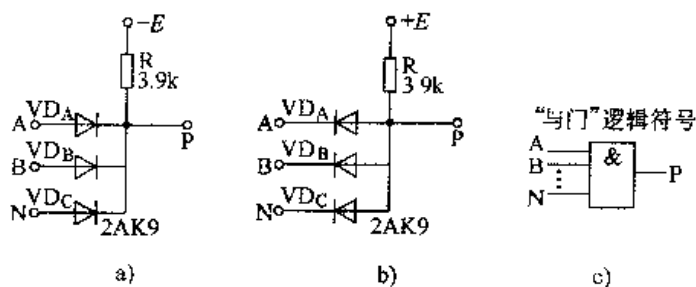 -E
R
3.9k
VDA
A
P
VDB
B
VDC
N
2AK9
a)
+E
R
3 9k
VDA
A
P
VDB
B
VDC
N
2AK9
b)
“与门”逻辑符号
A
B
&
P
N
c)